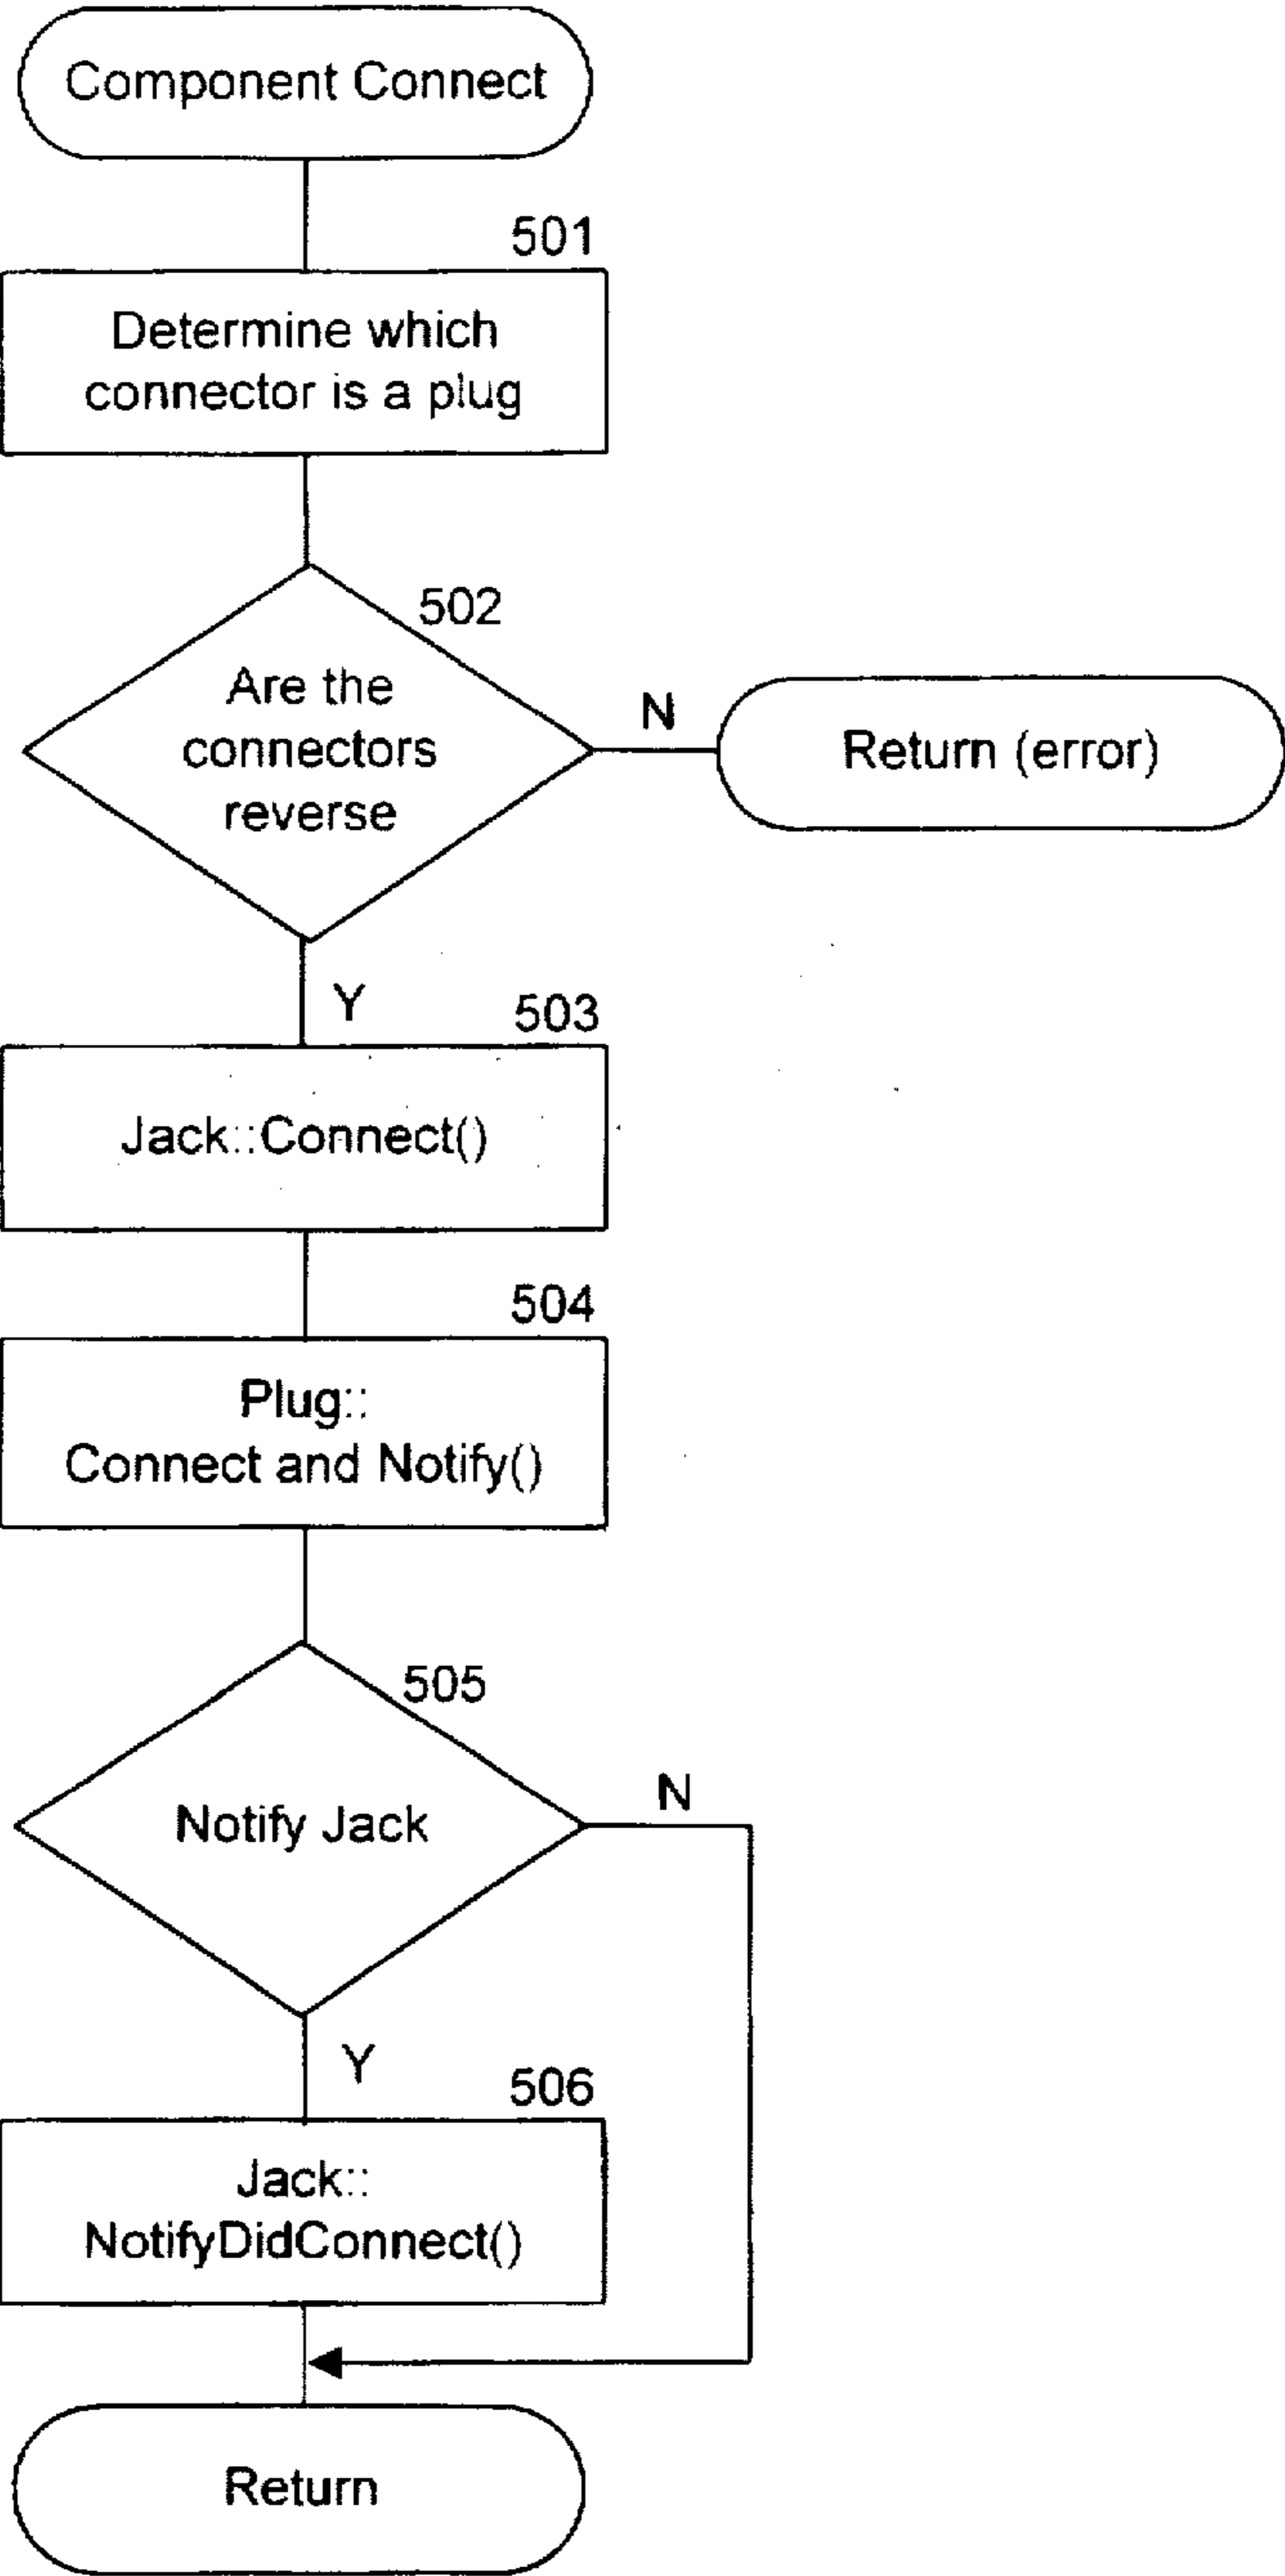 Component Connect
501
Determine which
connector is a plug
502
Are the
connectors
reverse
N
Return (error)
Y
503
Jack::Connect()
504
Plug::
Connect and Notify()
505
Notify Jack
N
Y
506
Jack::
NotifyDidConnect()
Return